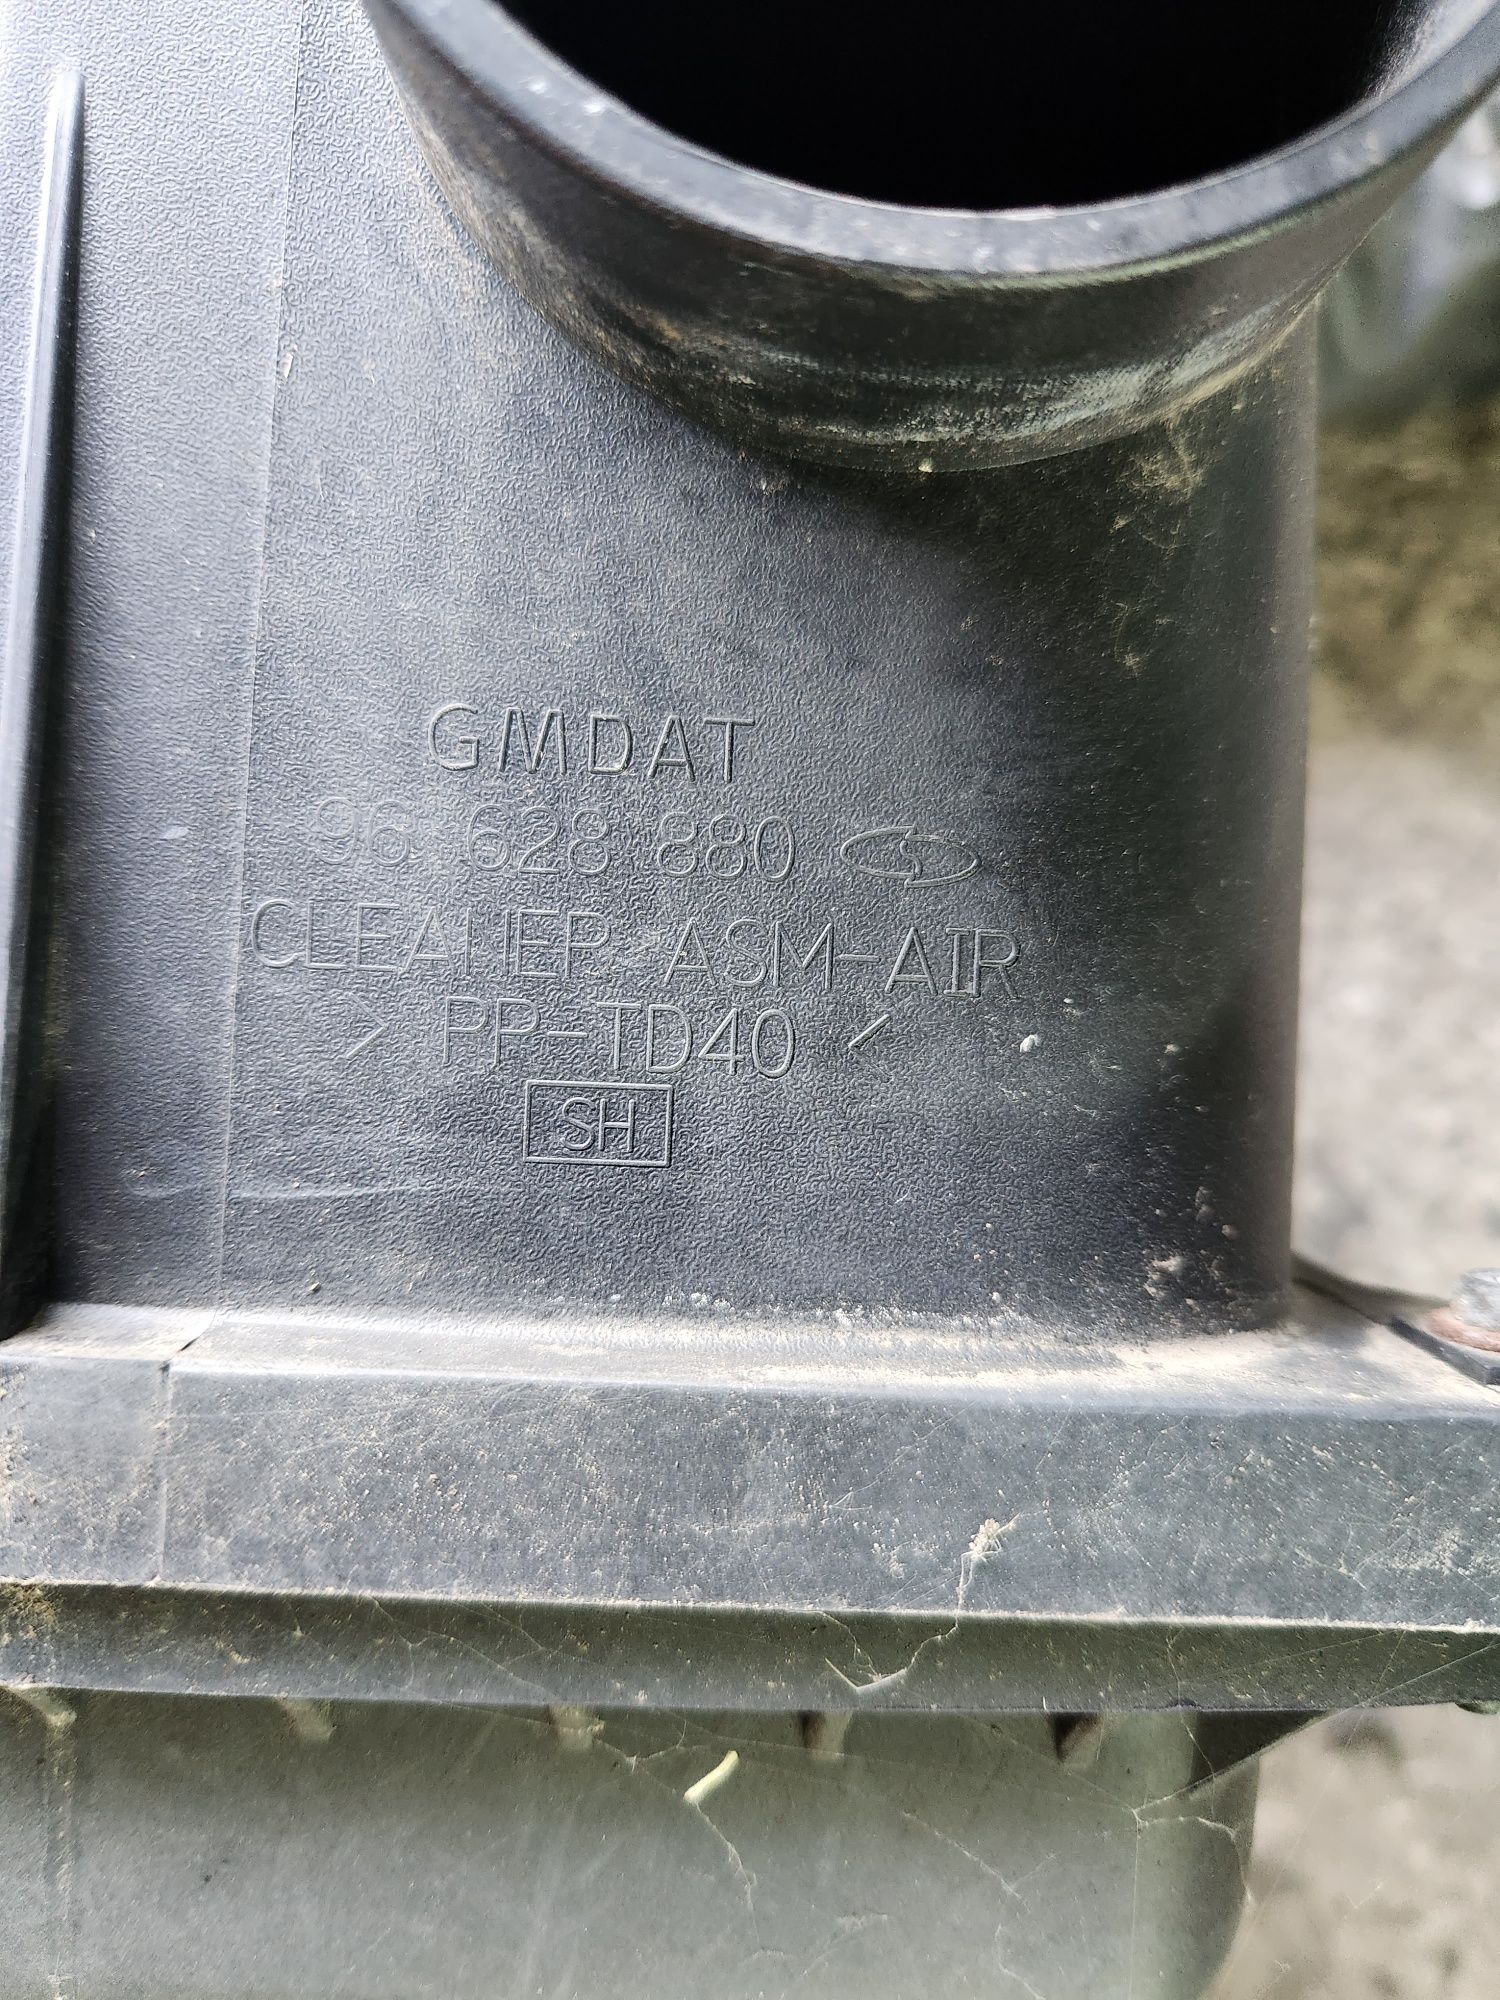 GMDAT
96 628 880
CLEANER ASM-AIR
> PP-TD40 <
SH